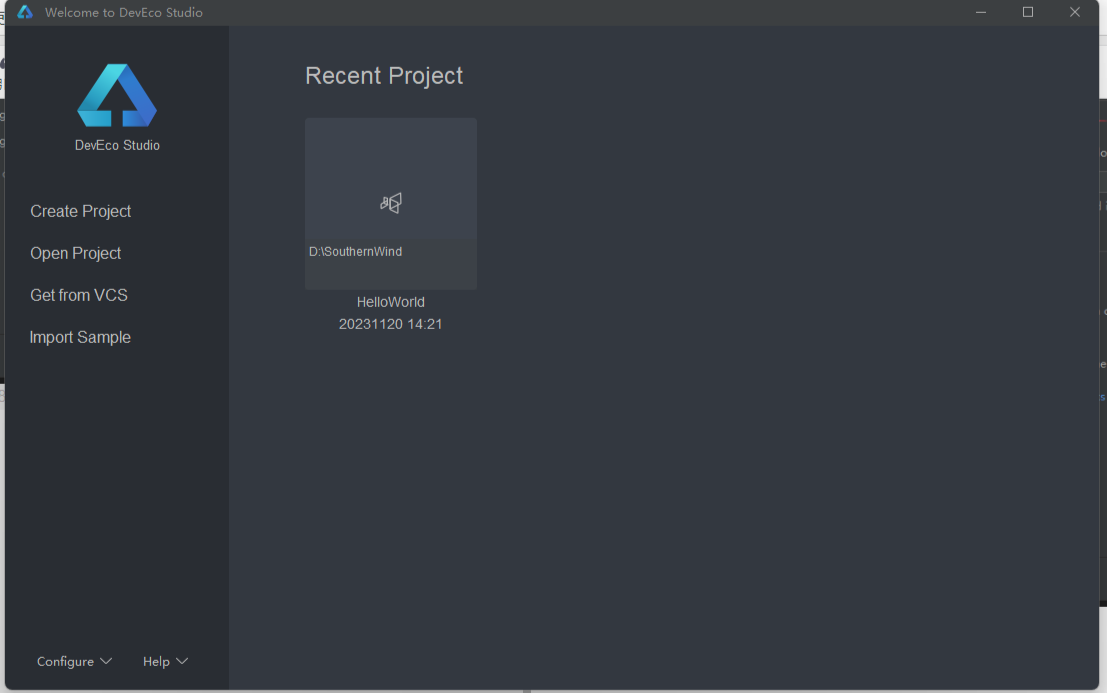 Welcome to DevEco Studio
DevEco Studio
Create Project
Open Project
Get from VCS
Import Sample
Configure
Help
Recent Project
D:\SouthernWind
HelloWorld
20231120 14:21